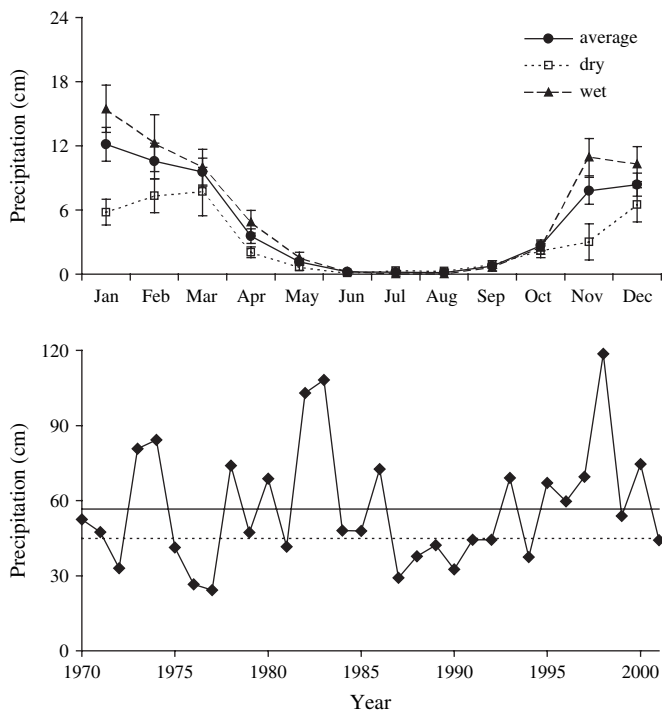 24
18
12
6
0
Precipitation (cm)
average
dry
wet
Jan Feb Mar Apr May Jun Jul Aug Sep Oct Nov Dec
120
90
60
30
0
Precipitation (cm)
1970 1975 1980 1985 1990 1995 2000
Year